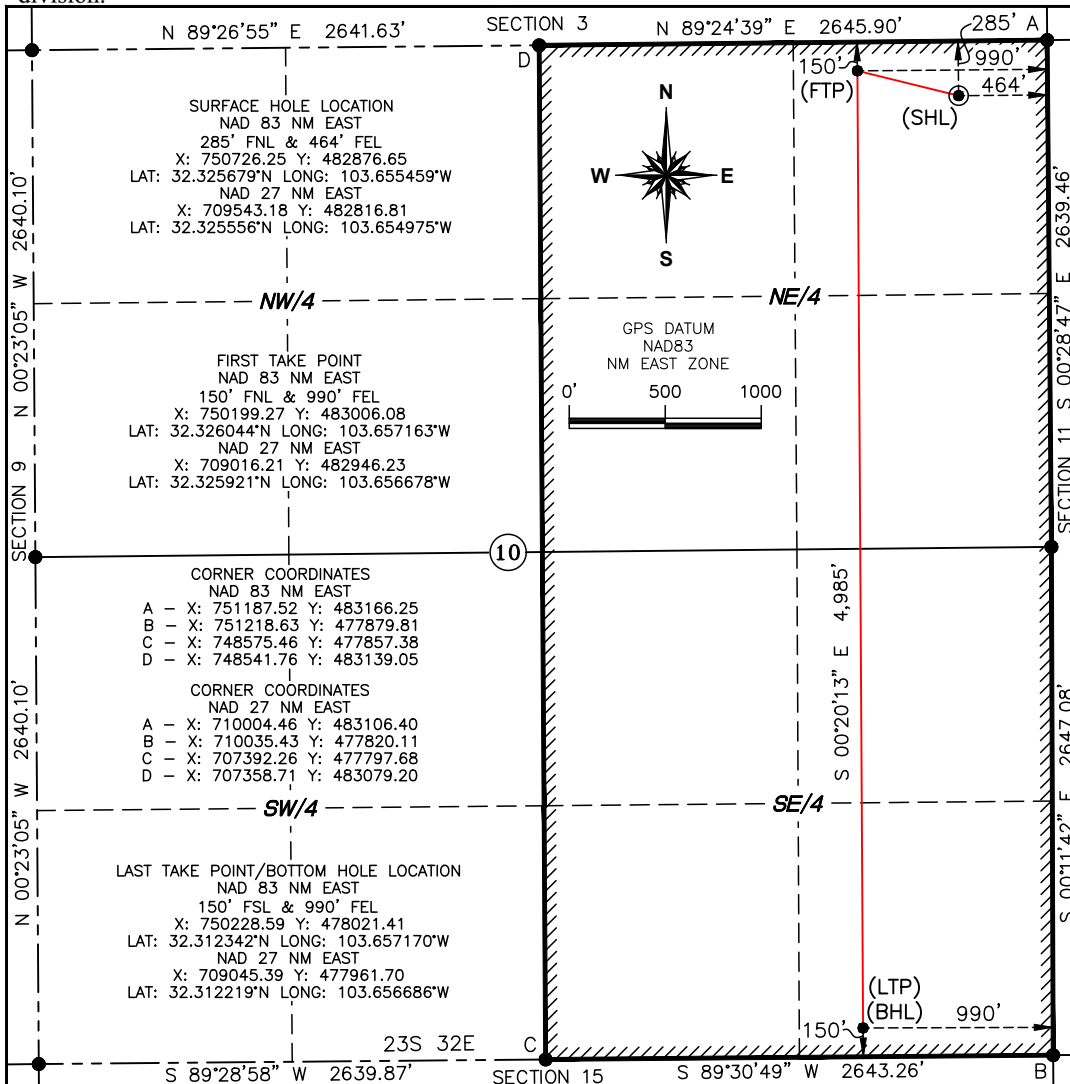 division.
N 89°26'55" E 2641.63'
SECTION 3
N 89°24'39" E 2645.90'
285' A
D
150'
(FTP)
990'
464'
(SHL)
N
W E
S
SURFACE HOLE LOCATION
NAD 83 NM EAST
285' FNL & 464' FEL
X: 750726.25 Y: 482876.65
LAT: 32.325679°N LONG: 103.655459°W
NAD 27 NM EAST
X: 709543.18 Y: 482816.81
LAT: 32.325556°N LONG: 103.654975°W
N 00°23'05" W 2640.10'
S 00°28'47" E 2639.46'
NW/4
NE/4
GPS DATUM
NAD83
NM EAST ZONE
0' 500 1000
FIRST TAKE POINT
NAD 83 NM EAST
150' FNL & 990' FEL
X: 750199.27 Y: 483006.08
LAT: 32.326044°N LONG: 103.657163°W
NAD 27 NM EAST
X: 709016.21 Y: 482946.23
LAT: 32.325921°N LONG: 103.656678°W
SECTION 9
10
SECTION 11
CORNER COORDINATES
NAD 83 NM EAST
A – X: 751187.52 Y: 483166.25
B – X: 751218.63 Y: 477879.81
C – X: 748575.46 Y: 477857.38
D – X: 748541.76 Y: 483139.05
CORNER COORDINATES
NAD 27 NM EAST
A – X: 710004.46 Y: 483106.40
B – X: 710035.43 Y: 477820.11
C – X: 707392.26 Y: 477797.68
D – X: 707358.71 Y: 483079.20
S 00°20'13" E 4,985'
N 00°23'05" W 2640.10'
S 00°11'42" E 2647.08'
SW/4
SE/4
LAST TAKE POINT/BOTTOM HOLE LOCATION
NAD 83 NM EAST
150' FSL & 990' FEL
X: 750228.59 Y: 478021.41
LAT: 32.312342°N LONG: 103.657170°W
NAD 27 NM EAST
X: 709045.39 Y: 477961.70
LAT: 32.312219°N LONG: 103.656686°W
(LTP)
(BHL)
990'
150'
23S 32E
C
B
S 89°28'58" W 2639.87'
SECTION 15
S 89°30'49" W 2643.26'